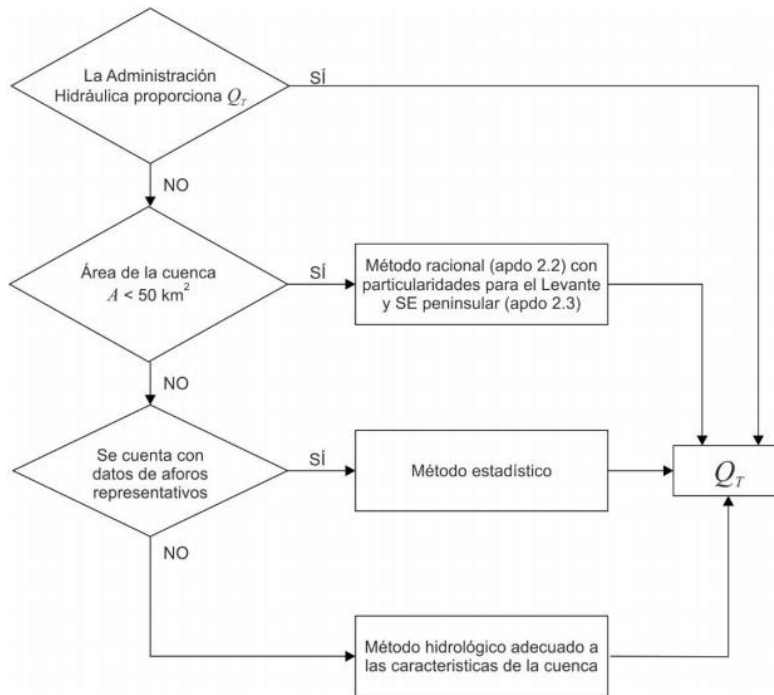 La Administración
Hidráulica proporciona Q_T
SÍ
NO
Área de la cuenca
A < 50 km²
SÍ
Método racional (apdo 2.2) con
particularidades para el Levante
y SE peninsular (apdo 2.3)
NO
Se cuenta con
datos de aforos
representativos
SÍ
Método estadístico
Q_T
NO
Método hidrológico adecuado a
las caracteristicas de la cuenca